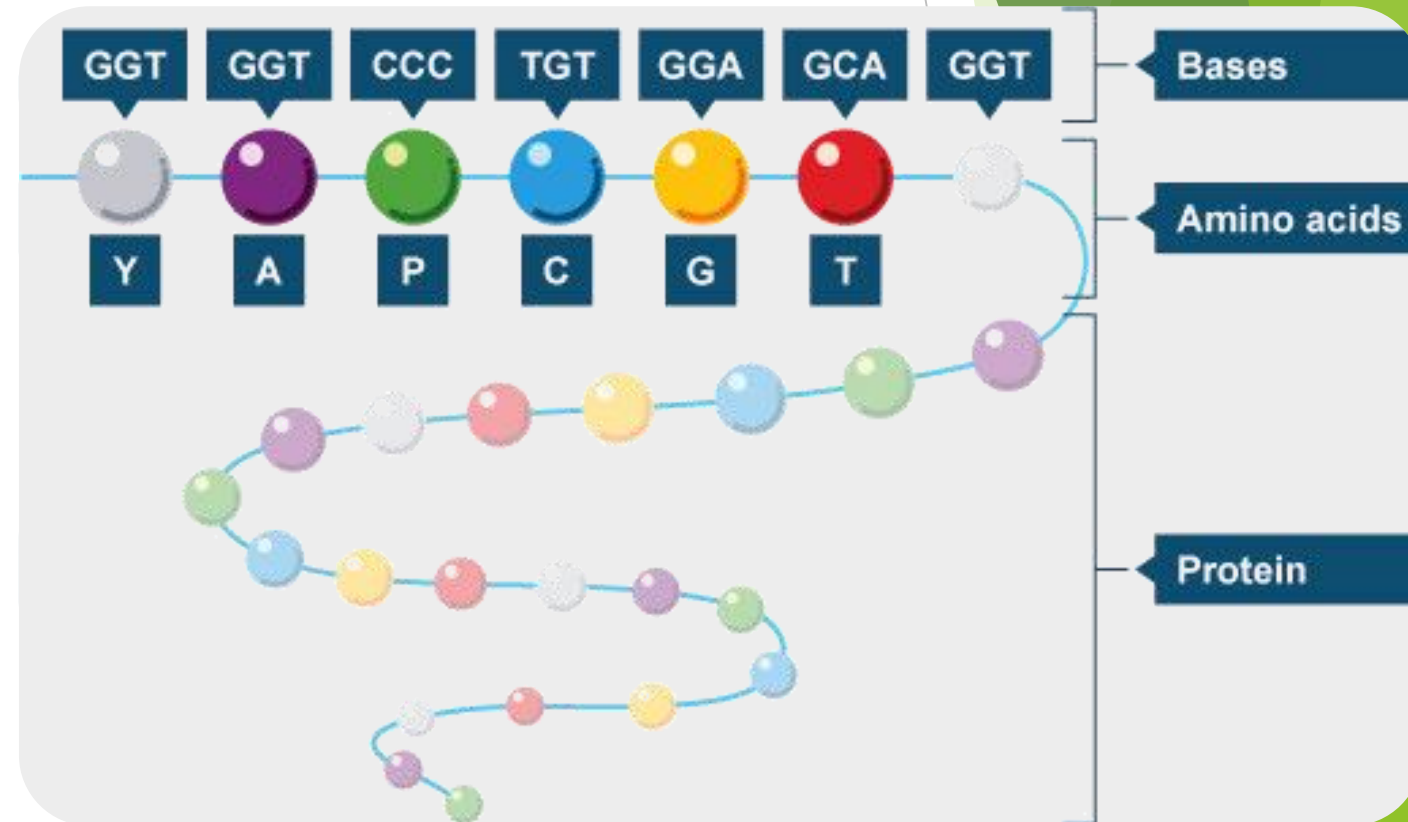 GGT GGT CCC TGT GGA GCA GGT
Bases
Y A P C G T
Amino acids
Protein